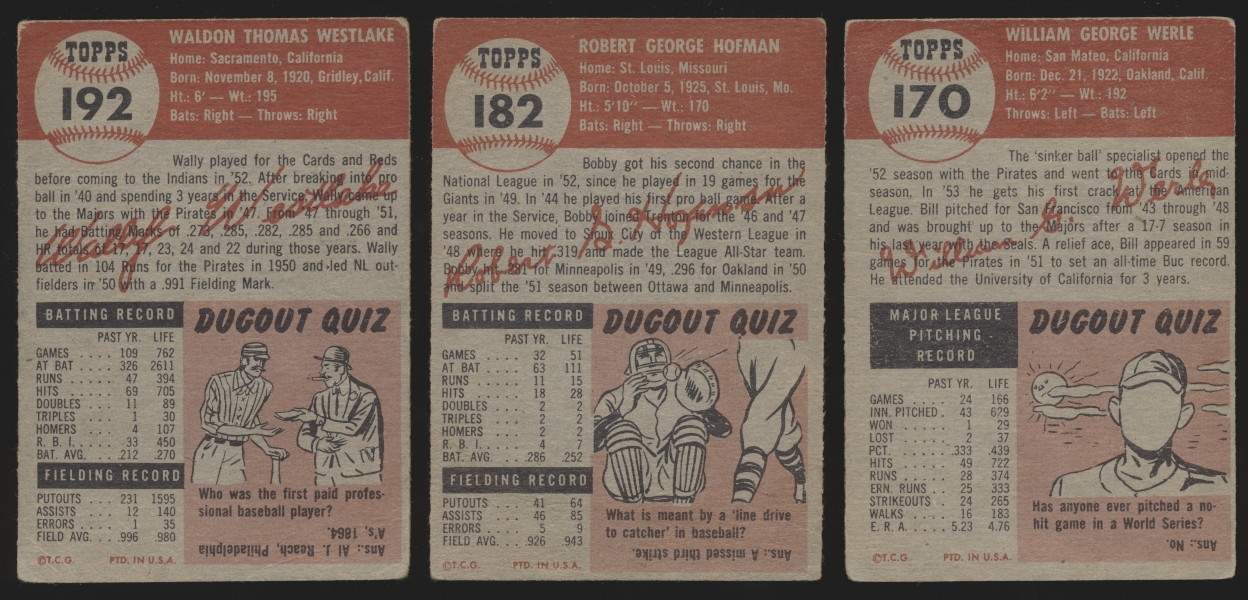 TOPPS
192
WALDON THOMAS WESTLAKE
Home: Sacramento, California
Born: November 8, 1920, Gridley, Calif.
Ht.: 6' — Wt.: 195
Bats: Right — Throws: Right
Wally played for the Cards and Reds
before coming to the Indians in '52. After breaking into pro
ball in '40 and spending 3 years in the Service, Wally came up
to the Majors with the Pirates in '47. From '47 through '51,
he had Batting Marks of .273, .285, .282, .285 and .266 and
HR totals of 17, 17, 23, 24 and 22 during those years. Wally
batted in 104 Runs for the Pirates in 1950 and led NL out-
fielders in '50 with a .991 Fielding Mark.
Wally Westlake
BATTING RECORD
PAST YR. LIFE
GAMES .... 109 762
AT BAT .... 326 2611
RUNS .... 47 394
HITS .... 69 705
DOUBLES .. 11 89
TRIPLES ... 1 30
HOMERS ... 4 107
R. B. I. .... 33 450
BAT. AVG. .. .212 .270
FIELDING RECORD
PUTOUTS .. 231 1595
ASSISTS ... 12 140
ERRORS ... 1 35
FIELD AVG. . .996 .980
DUGOUT QUIZ
Who was the first paid profes-
sional baseball player?
Ans.: Al J. Reach, Philadelphia
A's, 1864.
©T.C.G. PTD. IN U.S.A.
TOPPS
182
ROBERT GEORGE HOFMAN
Home: St. Louis, Missouri
Born: October 5, 1925, St. Louis, Mo.
Ht.: 5'10" — Wt.: 170
Bats: Right — Throws: Right
Bobby got his second chance in the
National League in '52, since he played in 19 games for the
Giants in '49. In '44 he played his first pro ball game. After a
year in the Service, Bobby joined Trenton for the '46 and '47
seasons. He moved to Sioux City of the Western League in
'48 where he hit .319 and made the League All-Star team.
Bobby hit .291 for Minneapolis in '49, .296 for Oakland in '50
and split the '51 season between Ottawa and Minneapolis.
Robert G. Hofman
BATTING RECORD
PAST YR. LIFE
GAMES .... 32 51
AT BAT .... 63 111
RUNS .... 11 15
HITS .... 18 28
DOUBLES .. 2 2
TRIPLES ... 2 2
HOMERS ... 2 2
R. B. I. .... 4 7
BAT. AVG. .. .286 .252
FIELDING RECORD
PUTOUTS .. 41 64
ASSISTS ... 46 85
ERRORS ... 5 9
FIELD AVG. . .926 .943
DUGOUT QUIZ
What is meant by a 'line drive
to catcher' in baseball?
Ans.: A missed third strike.
©T.C.G. PTD. IN U.S.A.
TOPPS
170
WILLIAM GEORGE WERLE
Home: San Mateo, California
Born: Dec. 21, 1922, Oakland, Calif.
Ht.: 6'2" — Wt.: 192
Throws: Left — Bats: Left
The 'sinker ball' specialist opened the
'52 season with the Pirates and went to the Cards in mid-
season. In '53 he gets his first crack at the American
League. Bill pitched for San Francisco from '43 through '48
and was brought up to the Majors after a 17-7 season in
his last year with the Seals. A relief ace, Bill appeared in 59
games for the Pirates in '51 to set an all-time Buc record.
He attended the University of California for 3 years.
William G. Werle
MAJOR LEAGUE
PITCHING
RECORD
PAST YR. LIFE
GAMES .... 24 166
INN. PITCHED . 43 629
WON .... 1 29
LOST .... 2 37
PCT. .... .333 .439
HITS .... 49 722
RUNS .... 28 374
ERN. RUNS .. 25 333
STRIKEOUTS .. 24 265
WALKS ... 16 183
E. R. A. .... 5.23 4.76
DUGOUT QUIZ
Has anyone ever pitched a no-
hit game in a World Series?
Ans.: No.
©T.C.G. PTD. IN U.S.A.